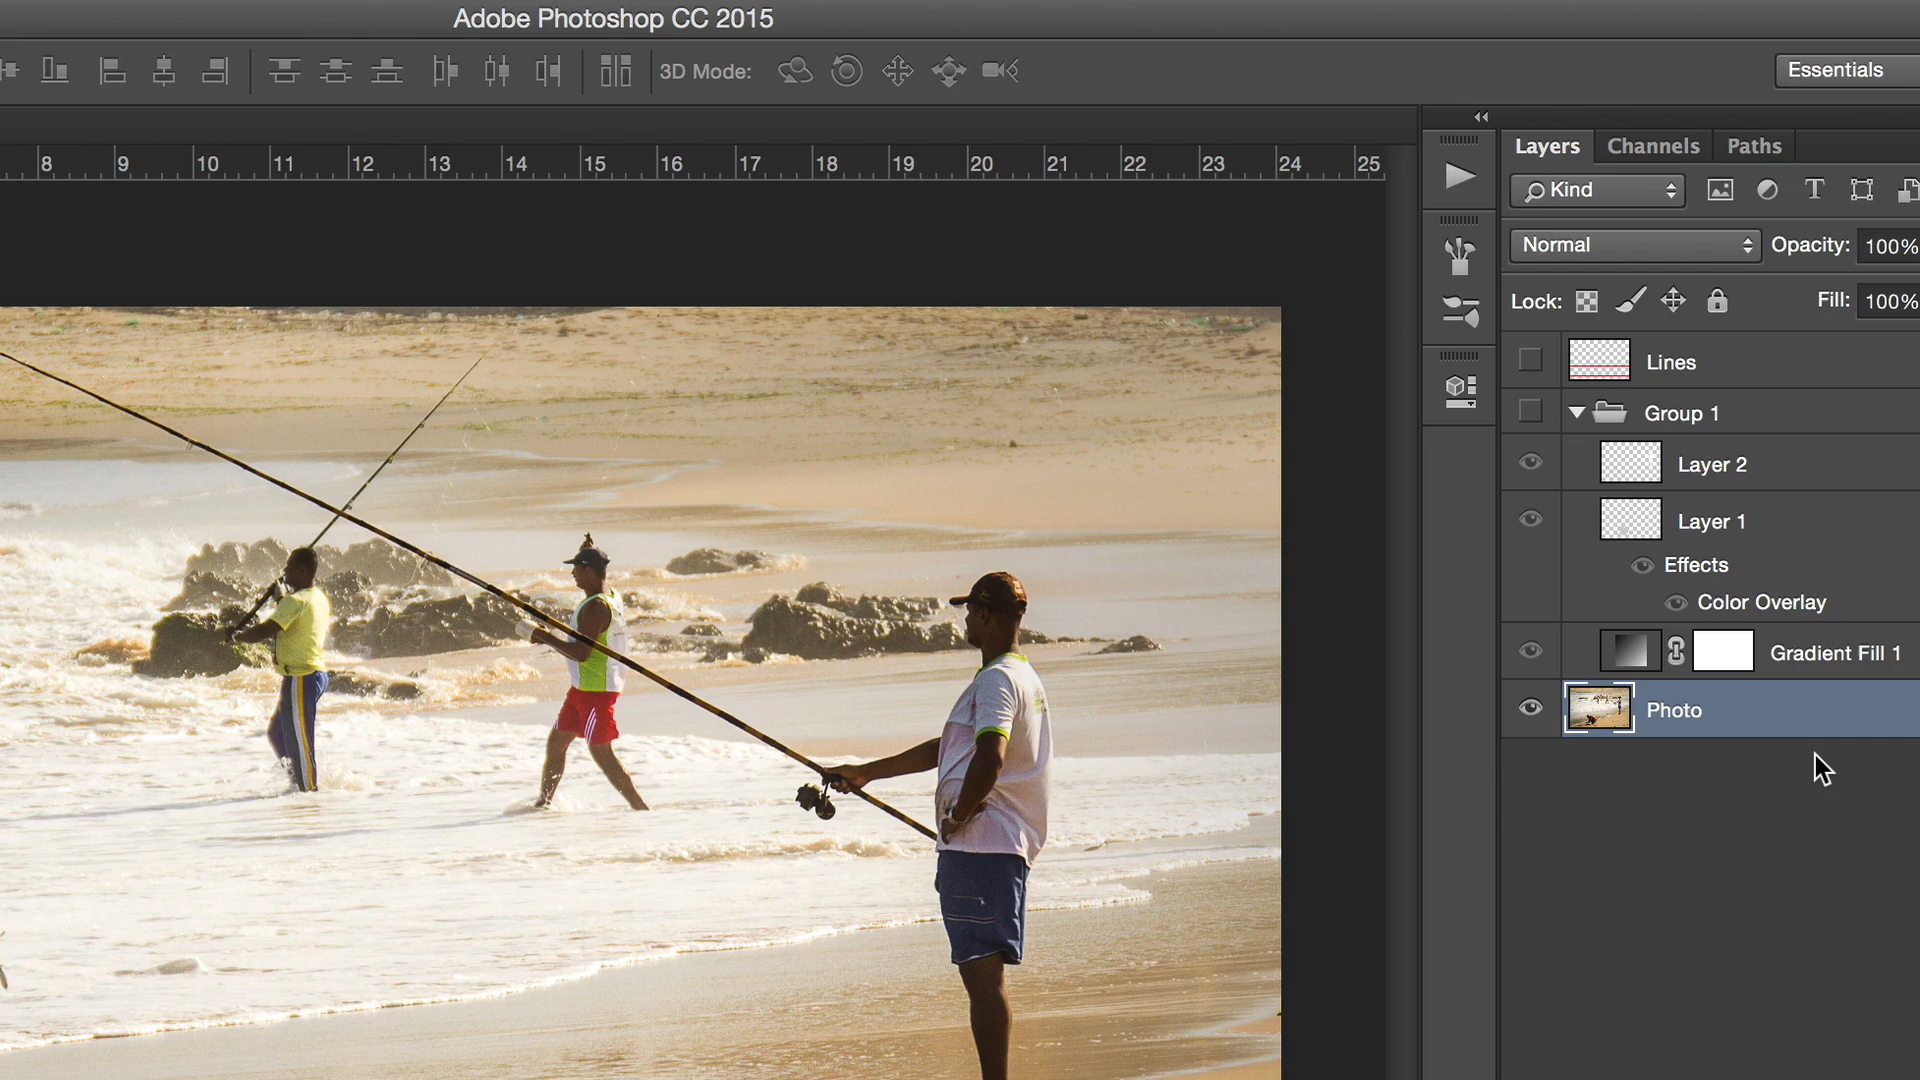 Adobe Photoshop CC 2015
3D Mode:
Essentials
8 9 10 11 12 13 14 15 16 17 18 19 20 21 22 23 24 25
Layers Channels Paths
Kind
Normal Opacity: 100%
Lock: Fill: 100%
Lines
Group 1
Layer 2
Layer 1
Effects
Color Overlay
Gradient Fill 1
Photo